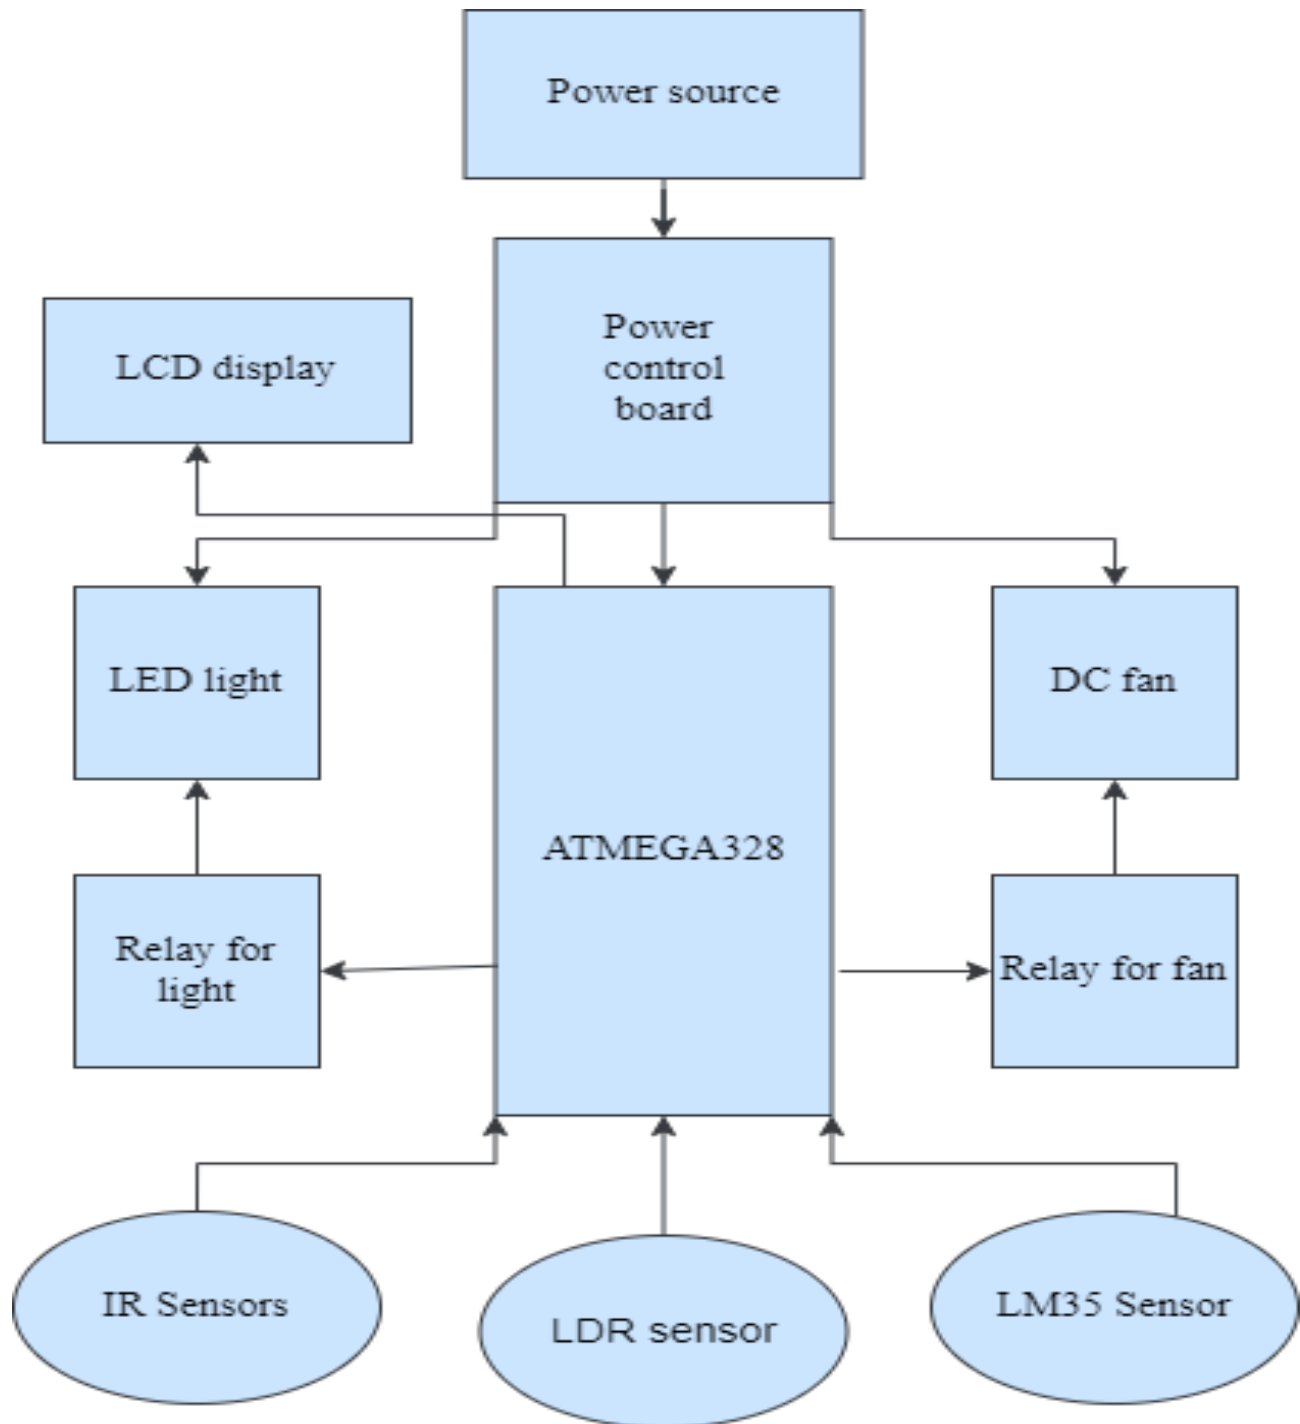 Power source
Power
control
board
LCD display
LED light
DC fan
ATMEGA328
Relay for
light
Relay for fan
IR Sensors
LDR sensor
LM35 Sensor